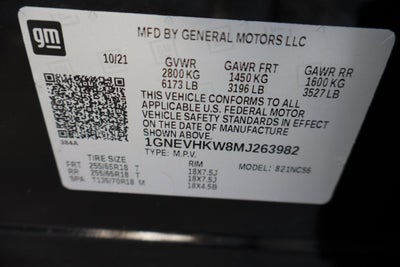 gm
MFD BY GENERAL MOTORS LLC
10/21 GVWR GAWR FRT GAWR RR
2800 KG 1450 KG 1600 KG
6173 LB 3196 LB 3527 LB
THIS VEHICLE CONFORMS TO ALL APPLICABLE
U.S. FEDERAL MOTOR
VEHICLE SAFETY STANDARDS IN EFFECT ON THE
DATE OF MANUFACTURE SHOWN ABOVE.
384A
1GNEVHKW8MJ263982
TYPE: M.P.V. MODEL: 821NC56
TIRE SIZE RIM
FRT 255/65R18 T 18X7.5J
RR 255/65R18 T 18X7.5J
SPA T135/70R18 M 18X4.5B